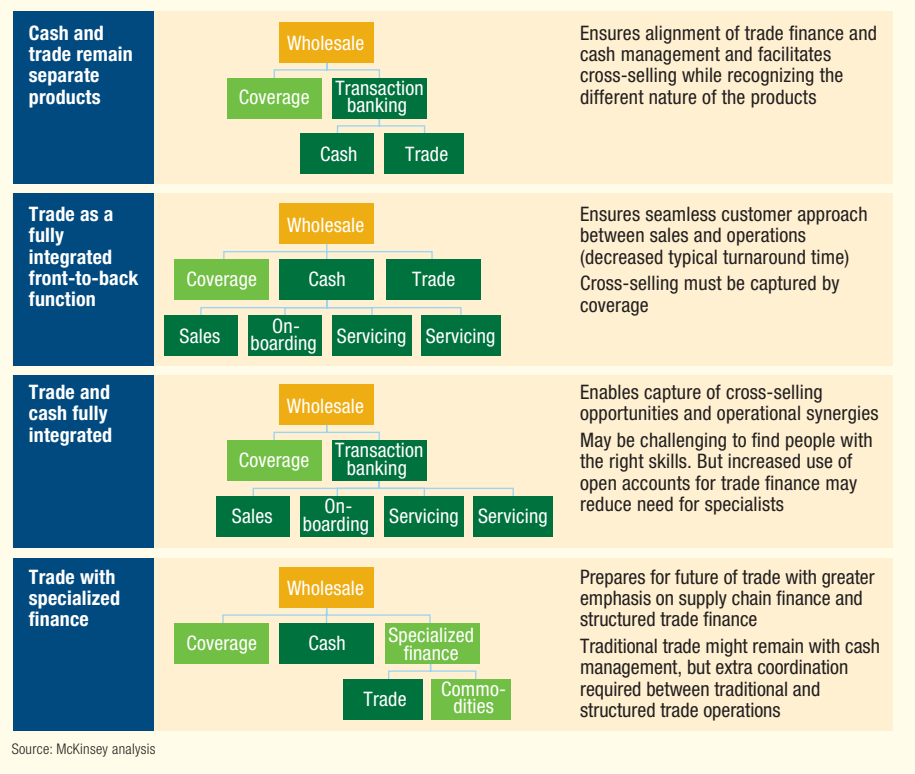 Cash and
trade remain
separate
products
Wholesale
Coverage
Transaction
banking
Cash
Trade
Ensures alignment of trade finance and
cash management and facilitates
cross-selling while recognizing the
different nature of the products
Trade as a
fully
integrated
front-to-back
function
Wholesale
Coverage
Cash
Trade
Sales
On-
boarding
Servicing
Servicing
Ensures seamless customer approach
between sales and operations
(decreased typical turnaround time)
Cross-selling must be captured by
coverage
Trade and
cash fully
integrated
Wholesale
Coverage
Transaction
banking
Sales
On-
boarding
Servicing
Servicing
Enables capture of cross-selling
opportunities and operational synergies
May be challenging to find people with
the right skills. But increased use of
open accounts for trade finance may
reduce need for specialists
Trade with
specialized
finance
Wholesale
Coverage
Cash
Specialized
finance
Trade
Commo-
dities
Prepares for future of trade with greater
emphasis on supply chain finance and
structured trade finance
Traditional trade might remain with cash
management, but extra coordination
required between traditional and
structured trade operations
Source: McKinsey analysis